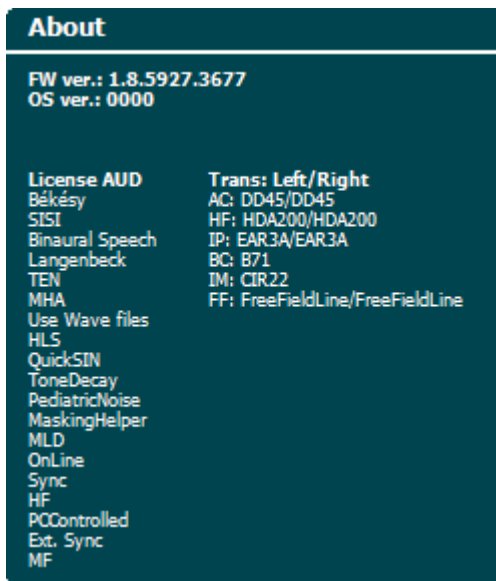 About
FW ver.: 1.8.5927.3677
OS ver.: 0000
License AUD
Békésy
SISI
Binaural Speech
Langenbeck
TEN
MHA
Use Wave files
HLS
QuickSIN
ToneDecay
PediatricNoise
MaskingHelper
MLD
OnLine
Sync
HF
PCControlled
Ext. Sync
MF
Trans: Left/Right
AC: DD45/DD45
HF: HDA200/HDA200
IP: EAR3A/EAR3A
BC: B71
IM: CIR22
FF: FreeFieldLine/FreeFieldLine